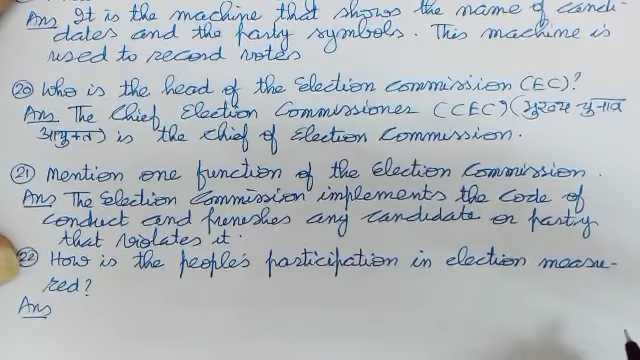 Ans It is the machine that shows the name of candi-
dates and the party symbols. This machine is
used to record votes
20 Who is the head of the Election Commission (EC)?
Ans The Chief Election Commissioner (CEC) (मुख्य चुनाव
आयुक्त) is the chief of Election Commission.
21 Mention one function of the Election Commission.
Ans The Election Commission implements the code of
conduct and any candidate or party
that violates it.
22 How is the people's participation in election measu-
red?
Ans